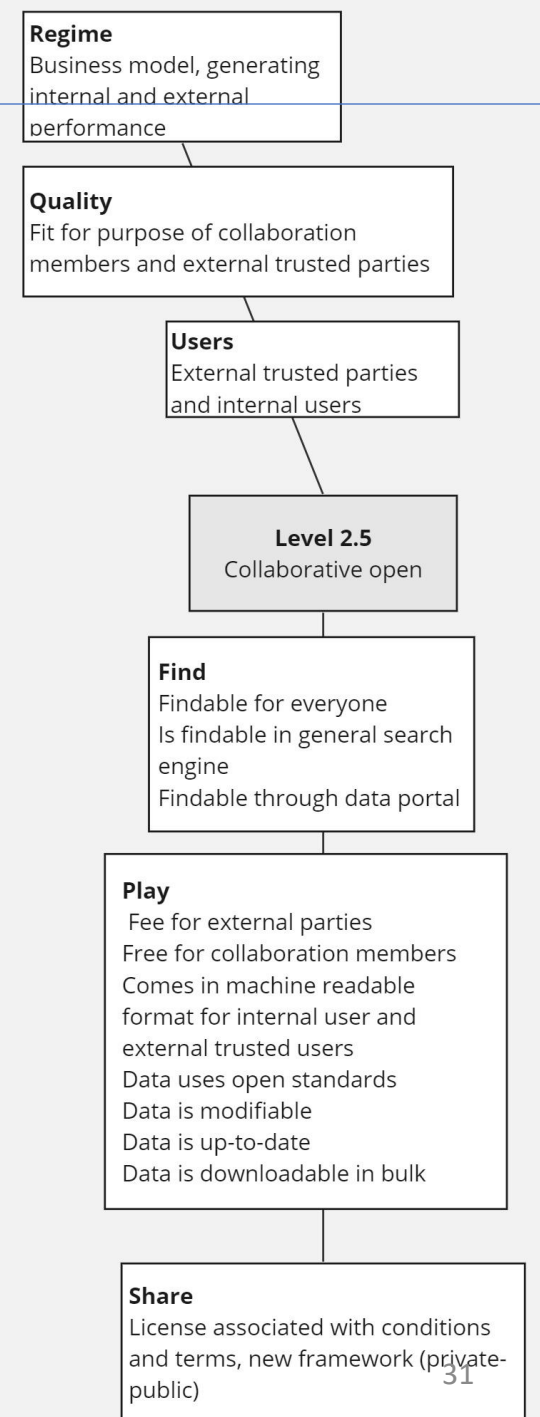 Regime
Business model, generating
internal and external
performance
Quality
Fit for purpose of collaboration
members and external trusted parties
Users
External trusted parties
and internal users
Level 2.5
Collaborative open
Find
Findable for everyone
Is findable in general search
engine
Findable through data portal
Play
Fee for external parties
Free for collaboration members
Comes in machine readable
format for internal user and
external trusted users
Data uses open standards
Data is modifiable
Data is up-to-date
Data is downloadable in bulk
Share
License associated with conditions
and terms, new framework (private-
public)
31